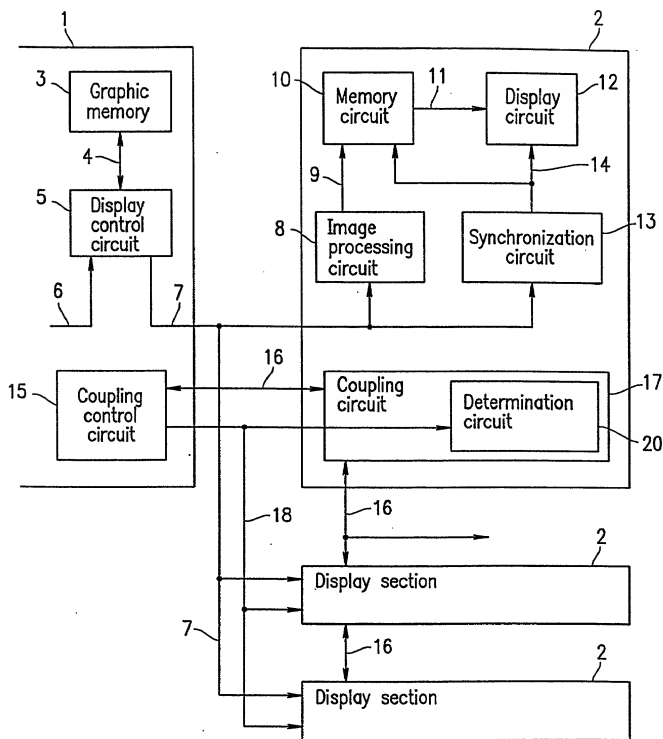 1
2
3
Graphic
memory
10
Memory
circuit
11
Display
circuit
12
4
9
14
5
Display
control
circuit
8
Image
processing
circuit
Synchronization
circuit
13
6
7
15
Coupling
control
circuit
16
Coupling
circuit
Determination
circuit
17
20
18
16
2
Display section
7
16
2
Display section